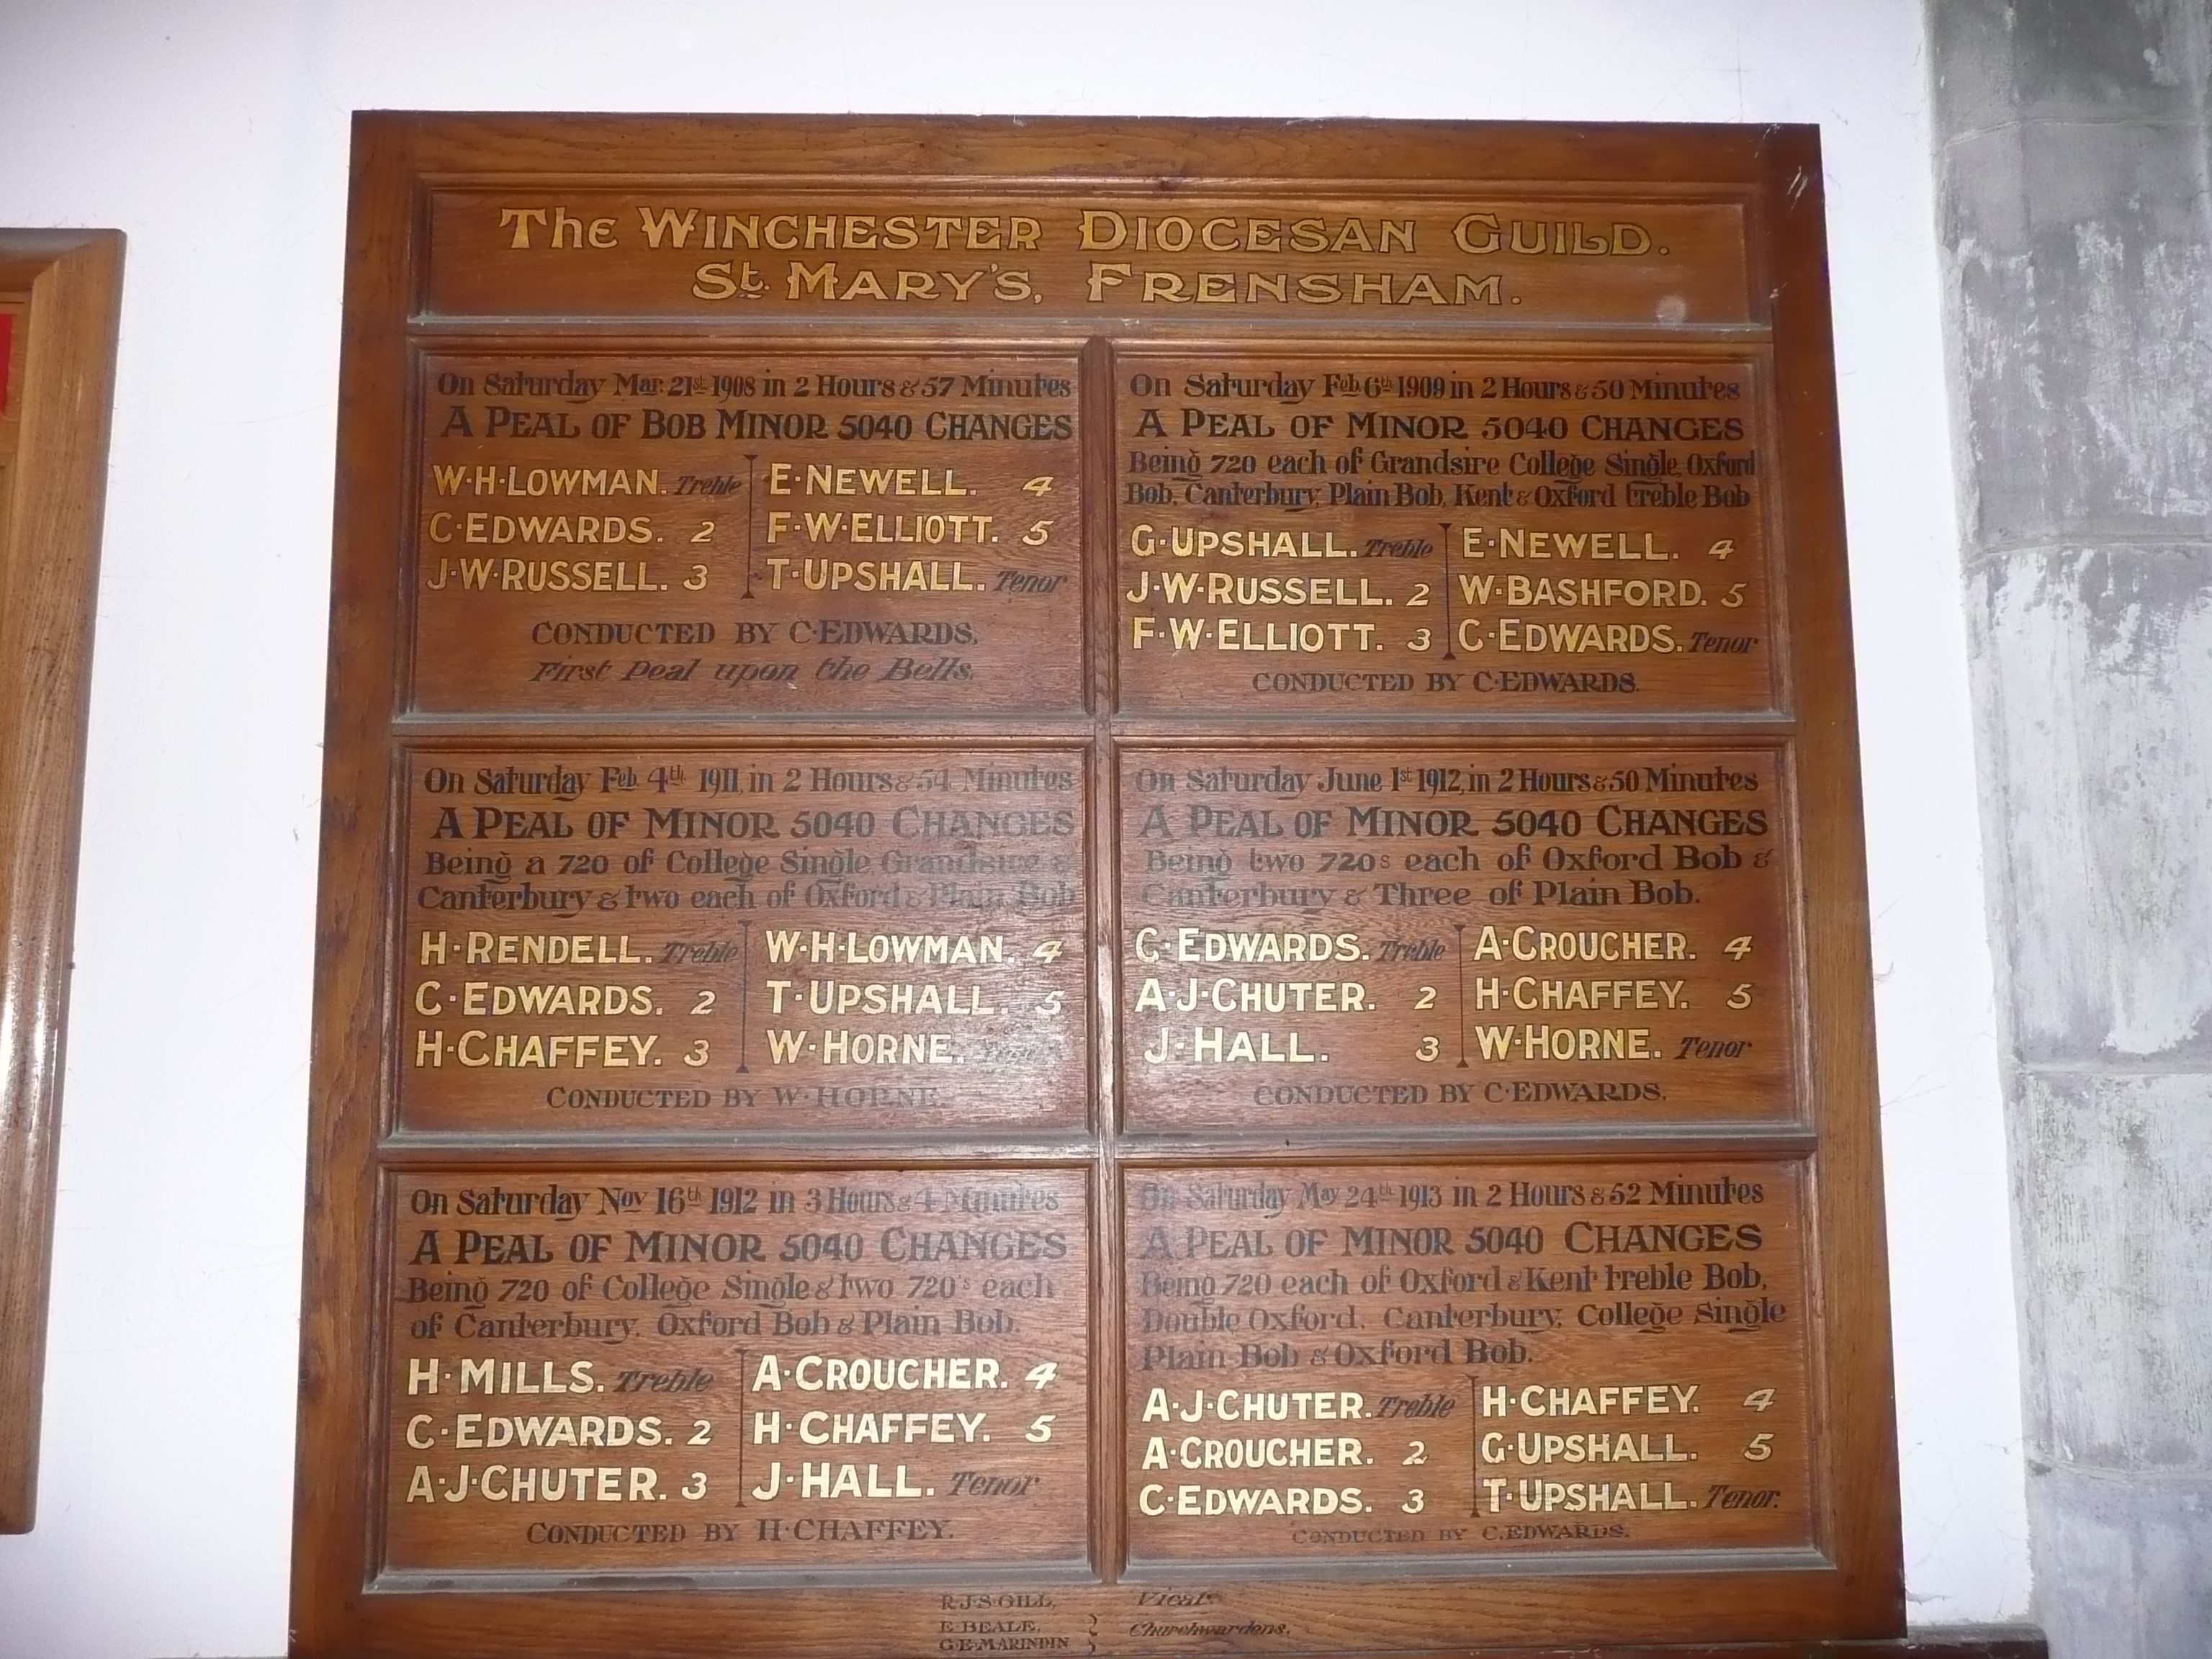 The WINCHESTER DIOCESAN GUILD.
St. MARY'S, FRENSHAM.
On Saturday Mar. 21st 1908 in 2 Hours & 57 Minutes
A PEAL OF BOB MINOR 5040 CHANGES
W·H·LOWMAN. Treble E·NEWELL. 4
C·EDWARDS. 2 F·W·ELLIOTT. 5
J·W·RUSSELL. 3 T·UPSHALL. Tenor
CONDUCTED BY C·EDWARDS.
First Peal upon the Bells.
On Saturday Feb. 6th 1909 in 2 Hours & 50 Minutes
A PEAL OF MINOR 5040 CHANGES
Being 720 each of Grandsire College Single, Oxford
Bob, Canterbury, Plain Bob, Kent & Oxford treble Bob
G·UPSHALL. Treble E·NEWELL. 4
J·W·RUSSELL. 2 W·BASHFORD. 5
F·W·ELLIOTT. 3 C·EDWARDS. Tenor
CONDUCTED BY C·EDWARDS.
On Saturday Feb. 4th 1911, in 2 Hours & 54 Minutes
A PEAL OF MINOR 5040 CHANGES
Being a 720 of College Single, Grandsire &
Canterbury & two each of Oxford & Plain Bob
H·RENDELL. Treble W·H·LOWMAN. 4
C·EDWARDS. 2 T·UPSHALL. 5
H·CHAFFEY. 3 W·HORNE. Tenor
CONDUCTED BY W·HORNE.
On Saturday June 1st 1912, in 2 Hours & 50 Minutes
A PEAL OF MINOR 5040 CHANGES
Being two 720s each of Oxford Bob &
Canterbury & Three of Plain Bob.
C·EDWARDS. Treble A·CROUCHER. 4
A·J·CHUTER. 2 H·CHAFFEY. 5
J·HALL. 3 W·HORNE. Tenor
CONDUCTED BY C·EDWARDS.
On Saturday Nov 16th 1912 in 3 Hours & 4 Minutes
A PEAL OF MINOR 5040 CHANGES
Being 720 of College Single & two 720's each
of Canterbury, Oxford Bob & Plain Bob.
H·MILLS. Treble A·CROUCHER. 4
C·EDWARDS. 2 H·CHAFFEY. 5
A·J·CHUTER. 3 J·HALL. Tenor
CONDUCTED BY H·CHAFFEY.
On Saturday May 24th 1913 in 2 Hours & 52 Minutes
A PEAL OF MINOR 5040 CHANGES
Being 720 each of Oxford & Kent treble Bob,
Double Oxford, Canterbury, College Single
Plain Bob & Oxford Bob.
A·J·CHUTER. Treble H·CHAFFEY. 4
A·CROUCHER. 2 G·UPSHALL. 5
C·EDWARDS. 3 T·UPSHALL. Tenor.
CONDUCTED BY C.EDWARDS.
R·J·S·GILL, Vicar
E·BEALE, Churchwardens.
G·E·MARINDIN